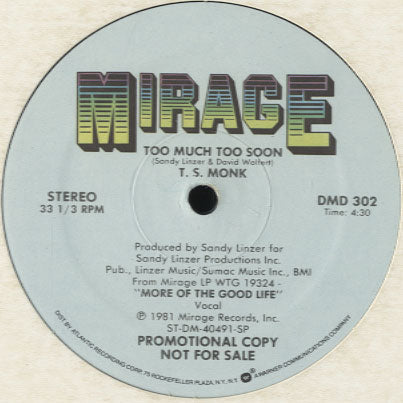 MIRAGE
TOO MUCH TOO SOON
(Sandy Linzer & David Wolfert)
T. S. MONK
STEREO
33 1/3 RPM
DMD 302
Time: 4:30
Produced by Sandy Linzer for
Sandy Linzer Productions Inc.
Pub., Linzer Music/Sumac Music Inc., BMI
From Mirage LP WTG 19324 -
"MORE OF THE GOOD LIFE"
Vocal
℗ 1981 Mirage Records, Inc.
ST-DM-40491-SP
PROMOTIONAL COPY
NOT FOR SALE
DIST BY ATLANTIC RECORDING CORP. 75 ROCKEFELLER PLAZA, N.Y., N.Y. A WARNER COMMUNICATIONS COMPANY